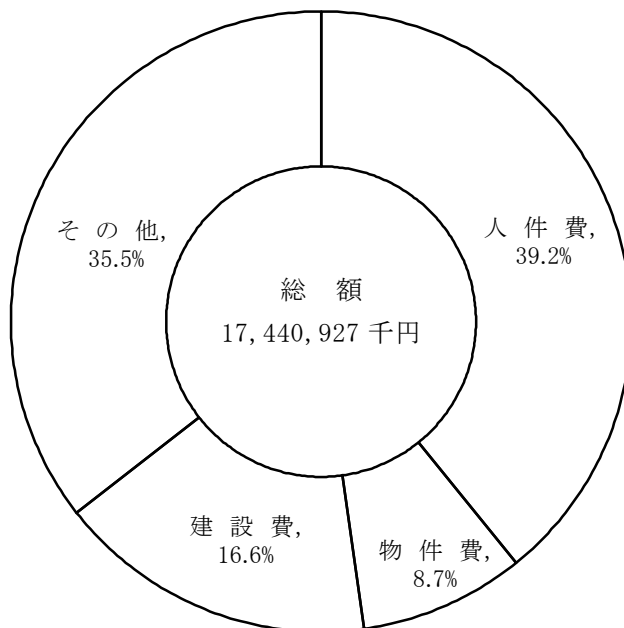 そ の 他,
35.5%
人 件 費,
39.2%
総 額
17,440,927 千円
建 設 費,
16.6%
物 件 費,
8.7%